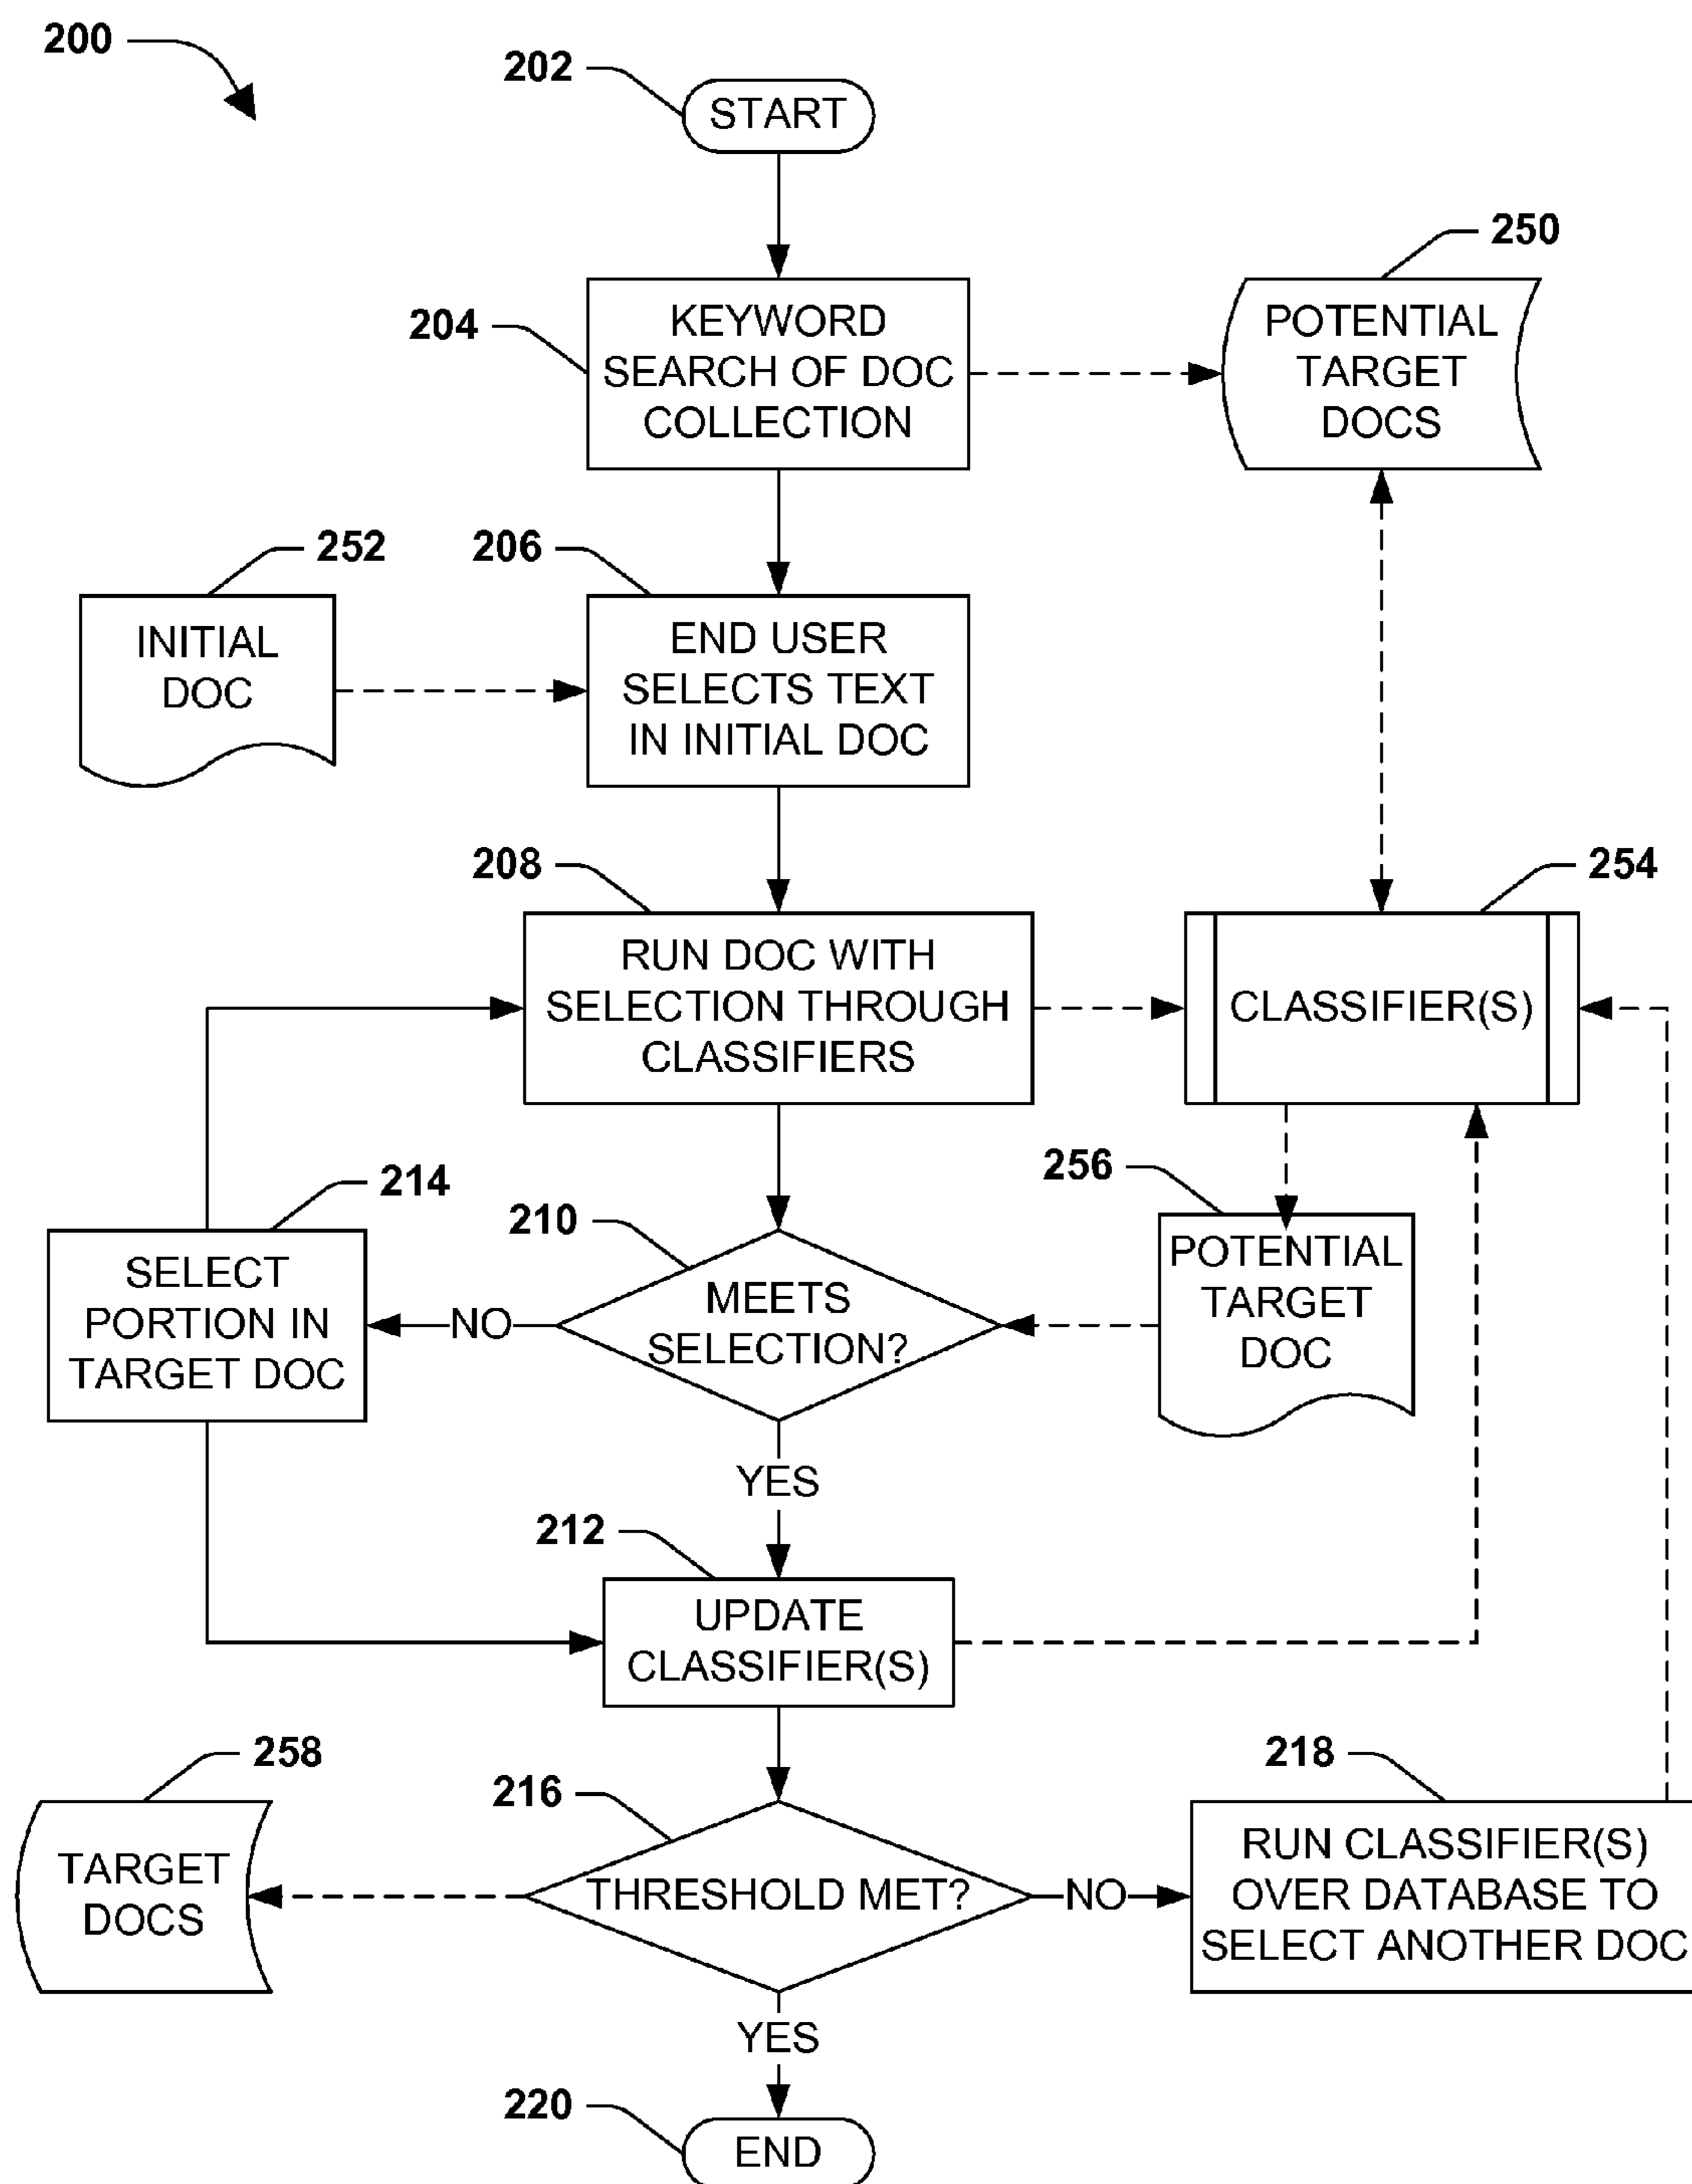 200
202
START
250
204
KEYWORD
SEARCH OF DOC
COLLECTION
POTENTIAL
TARGET
DOCS
252
206
INITIAL
DOC
END USER
SELECTS TEXT
IN INITIAL DOC
208
254
RUN DOC WITH
SELECTION THROUGH
CLASSIFIERS
CLASSIFIER(S)
214
210
256
SELECT
PORTION IN
TARGET DOC
NO
MEETS
SELECTION?
POTENTIAL
TARGET
DOC
YES
212
UPDATE
CLASSIFIER(S)
258
216
218
TARGET
DOCS
THRESHOLD MET?
NO
RUN CLASSIFIER(S)
OVER DATABASE TO
SELECT ANOTHER DOC
YES
220
END